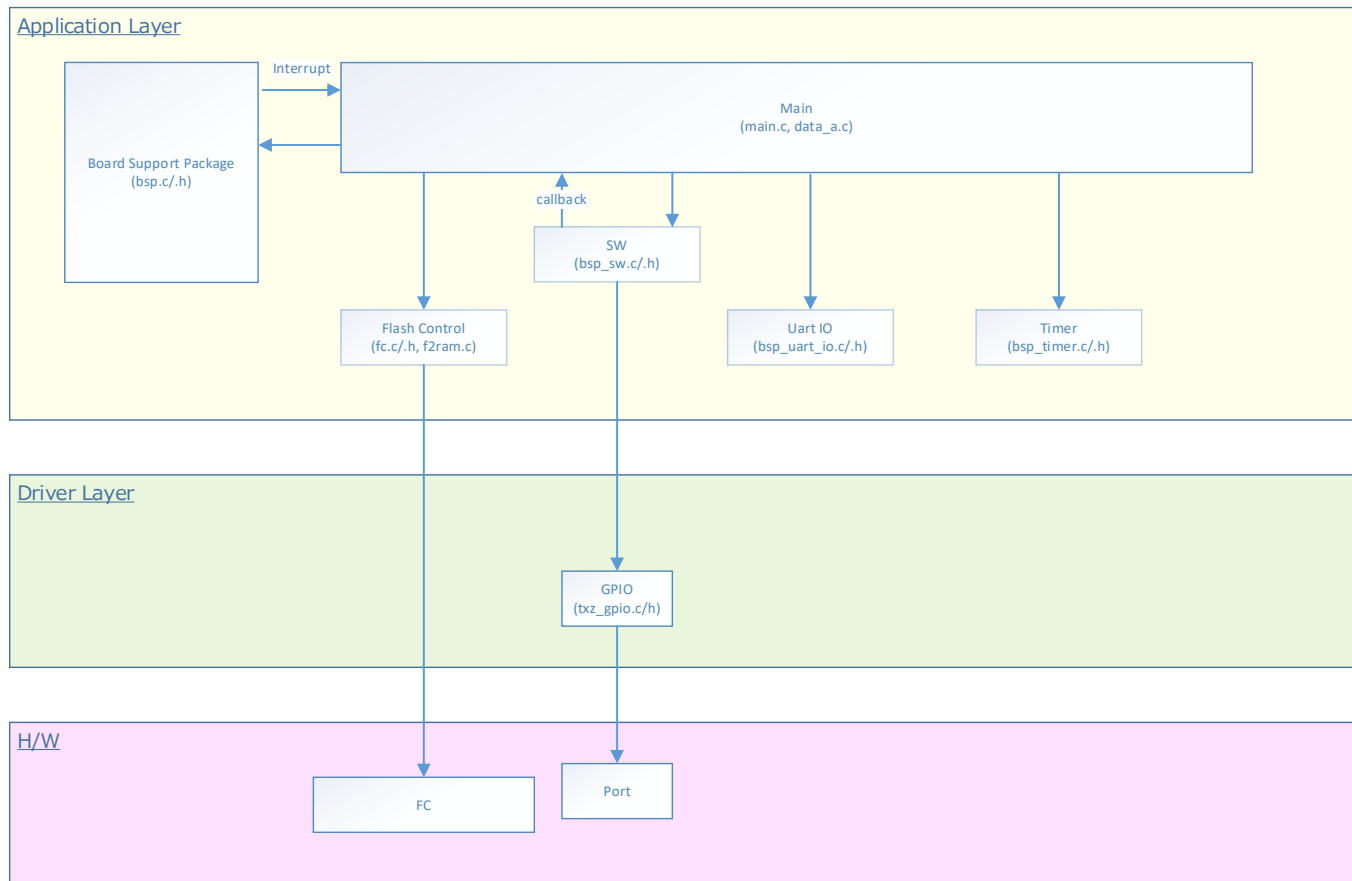 Application Layer
Interrupt
Main
(main.c, data_a.c)
Board Support Package
(bsp.c/.h)
callback
SW
(bsp_sw.c/.h)
Flash Control
(fc.c/.h, f2ram.c)
Uart IO
(bsp_uart_io.c/.h)
Timer
(bsp_timer.c/.h)
Driver Layer
GPIO
(txz_gpio.c/h)
H/W
FC
Port